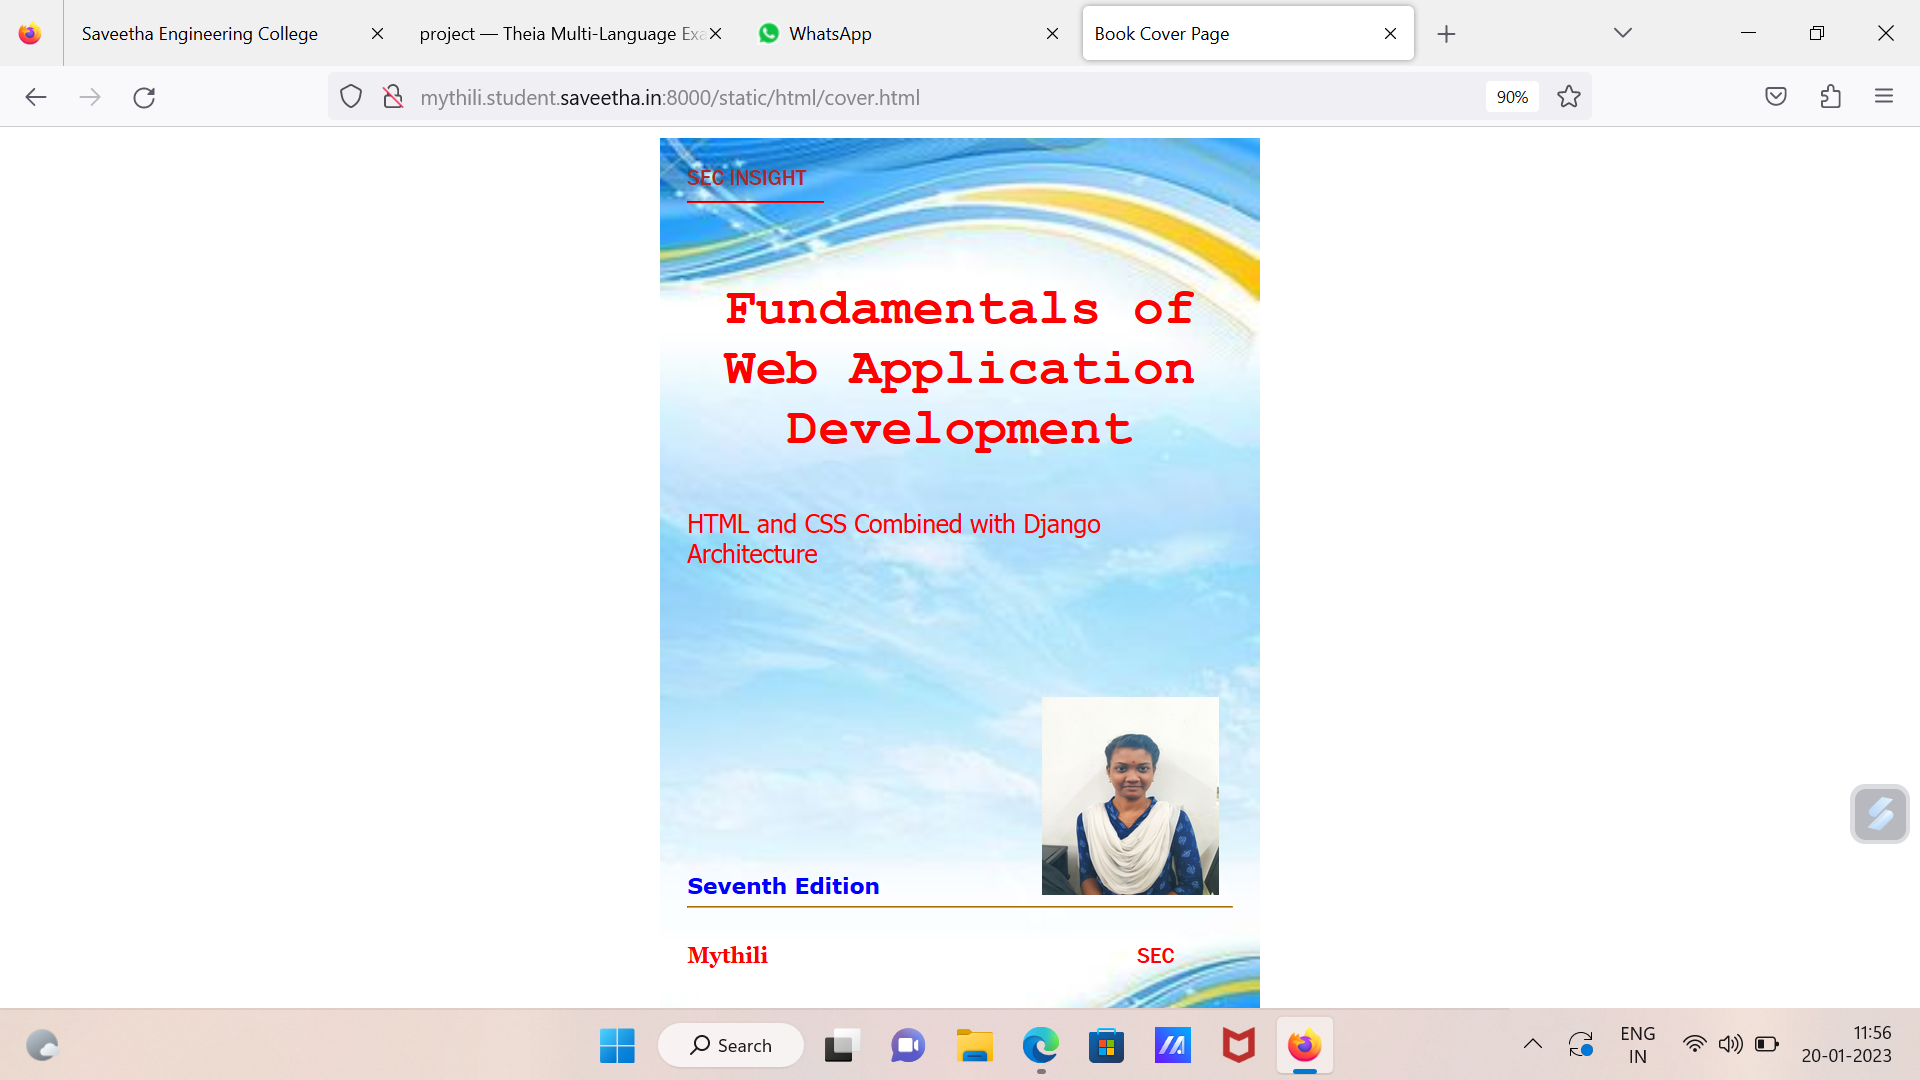 Saveetha Engineering College
project — Theia Multi-Language Exa
WhatsApp
Book Cover Page
mythili.student.saveetha.in:8000/static/html/cover.html
90%
SEC INSIGHT
Fundamentals of
Web Application
Development
HTML and CSS Combined with Django
Architecture
Seventh Edition
Mythili
SEC
Search
ENG
IN
11:56
20-01-2023